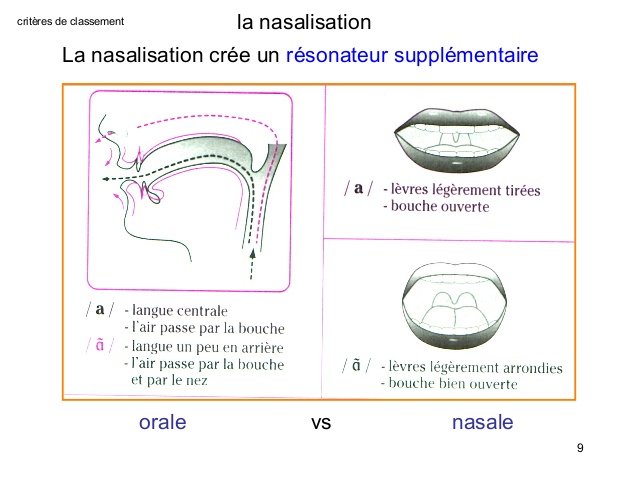 critères de classement
la nasalisation
La nasalisation crée un résonateur supplémentaire
/ a / - langue centrale
- l'air passe par la bouche
/ ã / - langue un peu en arrière
- l'air passe par la bouche
et par le nez
/ a / - lèvres légèrement tirées
- bouche ouverte
/ ã / - lèvres légèrement arrondies
- bouche bien ouverte
orale vs nasale
9